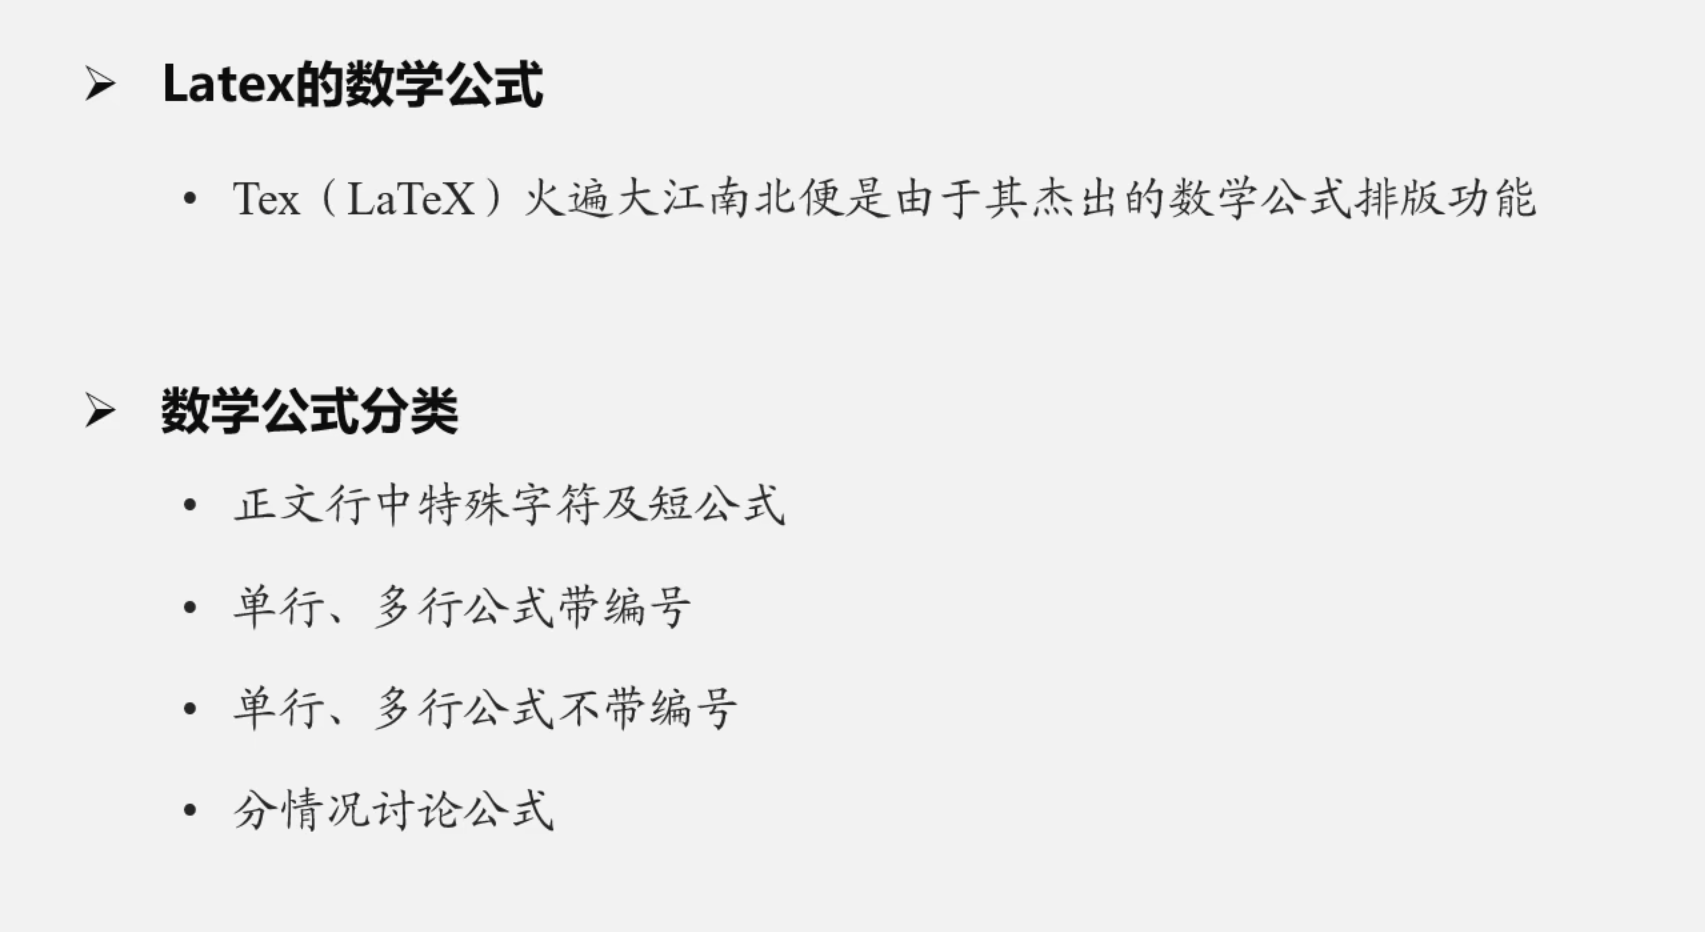 ➢ Latex的数学公式
• Tex（LaTeX）火遍大江南北便是由于其杰出的数学公式排版功能
➢ 数学公式分类
• 正文行中特殊字符及短公式
• 单行、多行公式带编号
• 单行、多行公式不带编号
• 分情况讨论公式